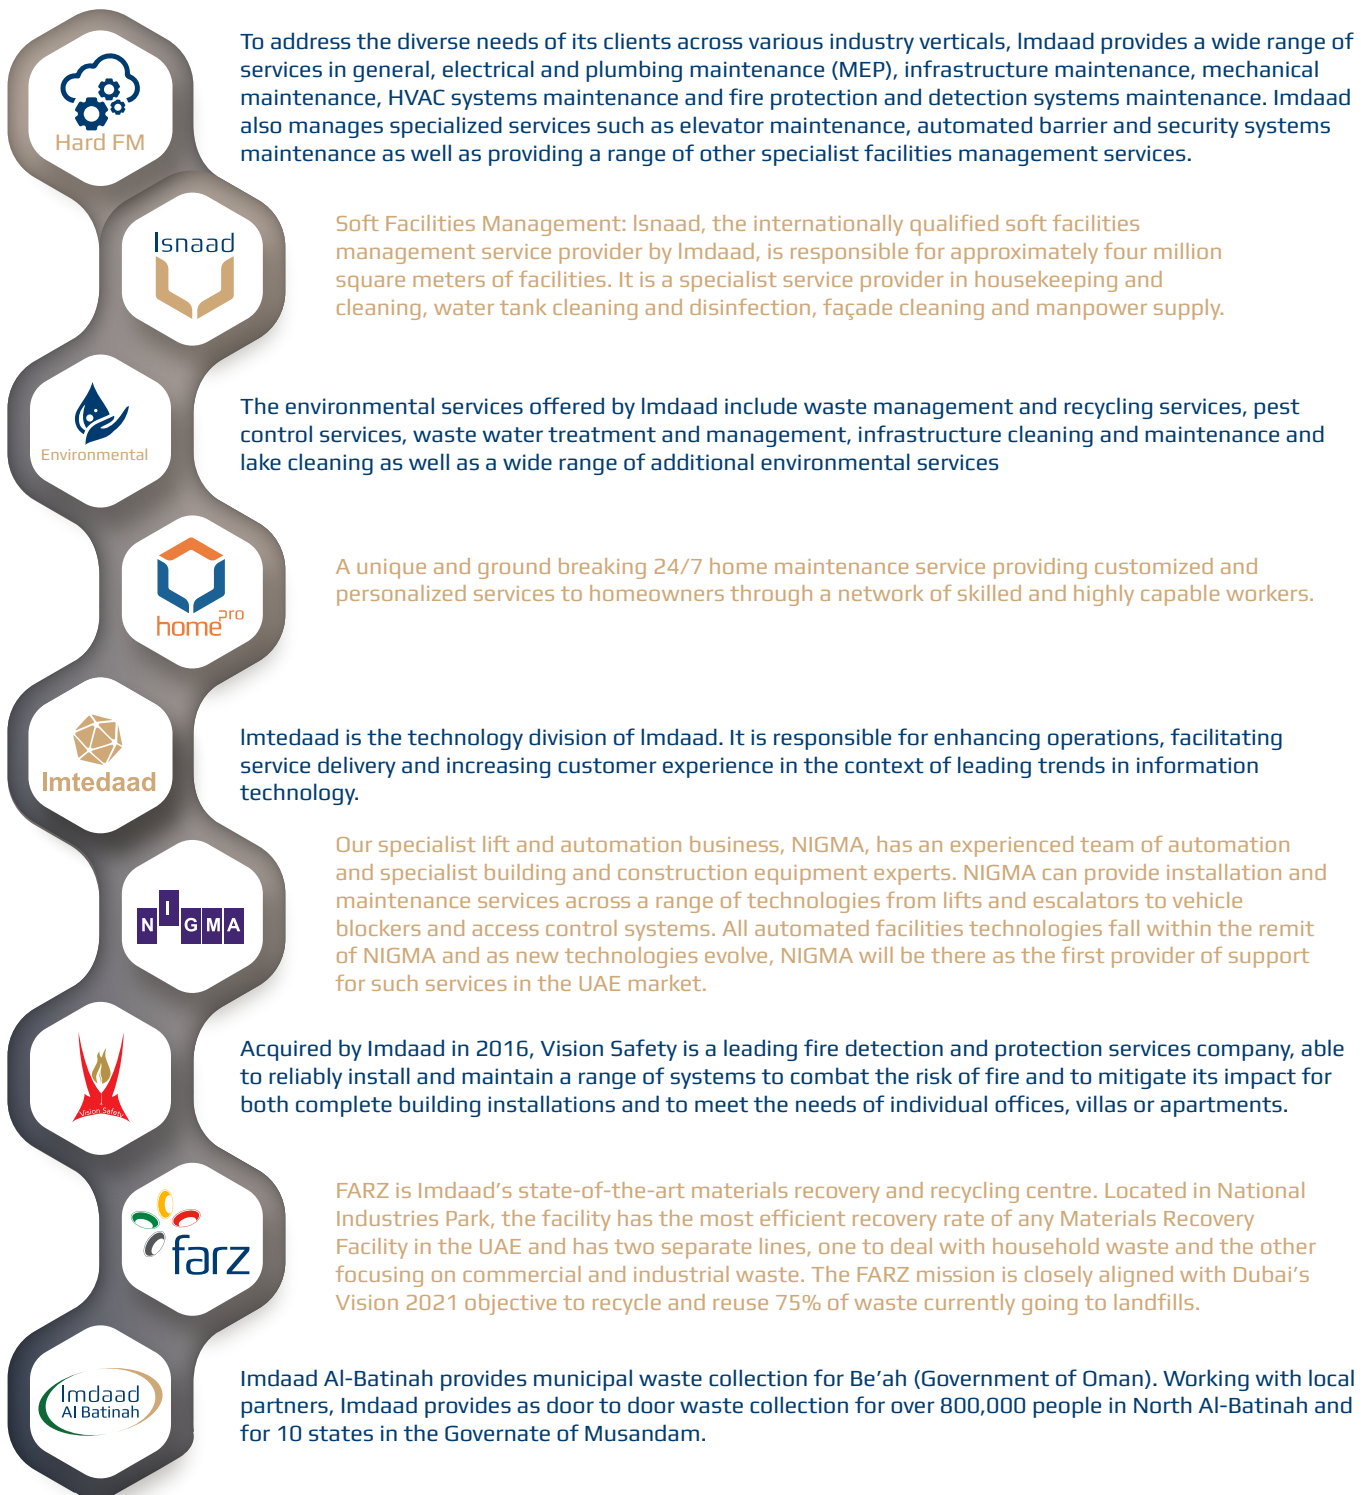 To address the diverse needs of its clients across various industry verticals, Imdaad provides a wide range of
services in general, electrical and plumbing maintenance (MEP), infrastructure maintenance, mechanical
maintenance, HVAC systems maintenance and fire protection and detection systems maintenance. Imdaad
also manages specialized services such as elevator maintenance, automated barrier and security systems
maintenance as well as providing a range of other specialist facilities management services.
Hard FM
Isnaad
Soft Facilities Management: Isnaad, the internationally qualified soft facilities
management service provider by Imdaad, is responsible for approximately four million
square meters of facilities. It is a specialist service provider in housekeeping and
cleaning, water tank cleaning and disinfection, façade cleaning and manpower supply.
Environmental
The environmental services offered by Imdaad include waste management and recycling services, pest
control services, waste water treatment and management, infrastructure cleaning and maintenance and
lake cleaning as well as a wide range of additional environmental services
home pro
A unique and ground breaking 24/7 home maintenance service providing customized and
personalized services to homeowners through a network of skilled and highly capable workers.
Imtedaad
Imtedaad is the technology division of Imdaad. It is responsible for enhancing operations, facilitating
service delivery and increasing customer experience in the context of leading trends in information
technology.
NIGMA
Our specialist lift and automation business, NIGMA, has an experienced team of automation
and specialist building and construction equipment experts. NIGMA can provide installation and
maintenance services across a range of technologies from lifts and escalators to vehicle
blockers and access control systems. All automated facilities technologies fall within the remit
of NIGMA and as new technologies evolve, NIGMA will be there as the first provider of support
for such services in the UAE market.
Vision Safety
Acquired by Imdaad in 2016, Vision Safety is a leading fire detection and protection services company, able
to reliably install and maintain a range of systems to combat the risk of fire and to mitigate its impact for
both complete building installations and to meet the needs of individual offices, villas or apartments.
farz
FARZ is Imdaad's state-of-the-art materials recovery and recycling centre. Located in National
Industries Park, the facility has the most efficient recovery rate of any Materials Recovery
Facility in the UAE and has two separate lines, one to deal with household waste and the other
focusing on commercial and industrial waste. The FARZ mission is closely aligned with Dubai's
Vision 2021 objective to recycle and reuse 75% of waste currently going to landfills.
Imdaad
Al Batinah
Imdaad Al-Batinah provides municipal waste collection for Be'ah (Government of Oman). Working with local
partners, Imdaad provides as door to door waste collection for over 800,000 people in North Al-Batinah and
for 10 states in the Governate of Musandam.